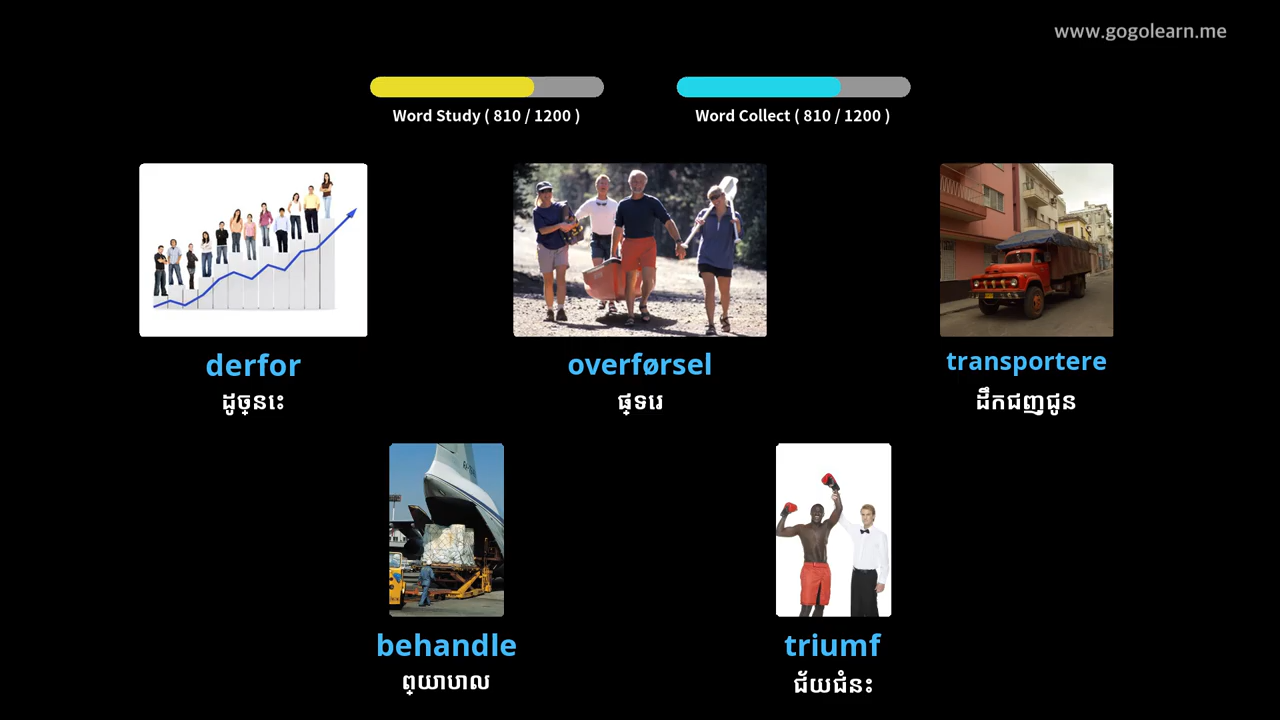 www.gogolearn.me
Word Study ( 810 / 1200 )
Word Collect ( 810 / 1200 )
derfor
overførsel
transportere
ដូច្នេះ
ផ្ទេរ
ដឹកជញ្ជូន
behandle
triumf
ព្យាបាល
ជ័យជំនះ